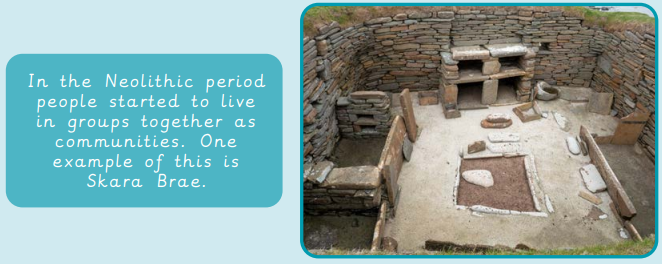 In the Neolithic period
people started to live
in groups together as
communities. One
example of this is
Skara Brae.